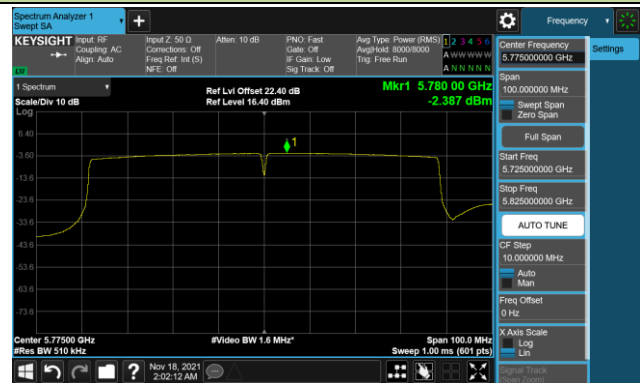 Spectrum Analyzer 1
Swept SA
Frequency
KEYSIGHT
Input: RF
Coupling: AC
Align: Auto
Input Z: 50 Ω
Corrections: Off
Freq Ref: Int (S)
NFE: Off
Atten: 10 dB
PNO: Fast
Gate: Off
IF Gain: Low
Sig Track: Off
Avg Type: Power (RMS)
Avg|Hold: 8000/8000
Trig: Free Run
1 2 3 4 5 6
A W W W W W
A N N N N N
1 Spectrum
Scale/Div 10 dB
Log
Ref Lvl Offset 22.40 dB
Ref Level 16.40 dBm
Mkr1 5.780 00 GHz
-2.387 dBm
6.40
-3.60
-13.6
-23.6
-33.6
-43.6
-53.6
-63.6
-73.6
1
Center 5.77500 GHz
#Res BW 510 kHz
#Video BW 1.6 MHz*
Span 100.0 MHz
Sweep 1.00 ms (601 pts)
Center Frequency
5.775000000 GHz
Settings
Span
100.000000 MHz
Swept Span
Zero Span
Full Span
Start Freq
5.725000000 GHz
Stop Freq
5.825000000 GHz
AUTO TUNE
CF Step
10.000000 MHz
Auto
Man
Freq Offset
0 Hz
X Axis Scale
Log
Lin
Signal Track
(Span Zoom)
Nov 18, 2021
2:02:12 AM